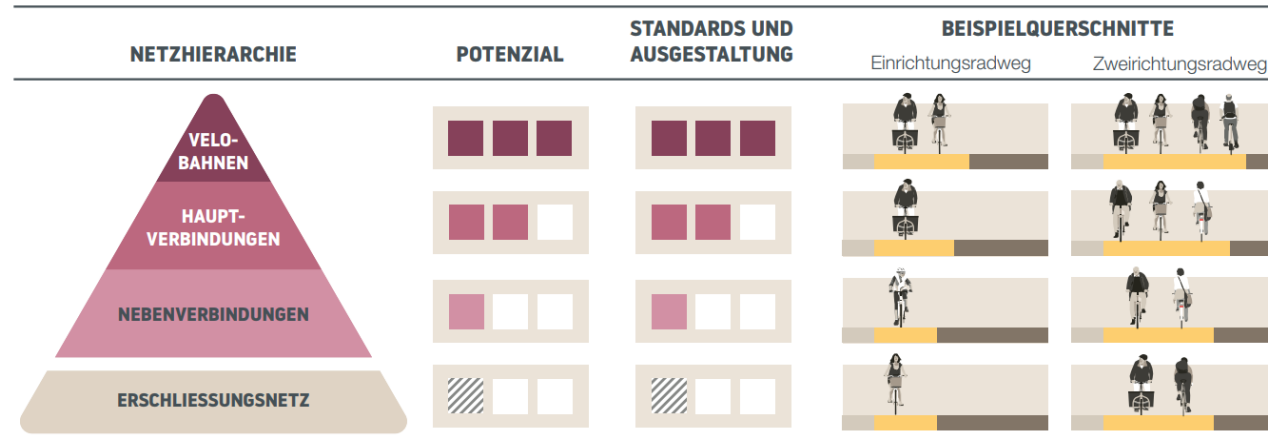 NETZHIERARCHIE
POTENZIAL
STANDARDS UND
AUSGESTALTUNG
BEISPIELQUERSCHNITTE
Einrichtungsradweg
Zweirichtungsradweg
VELO-
BAHNEN
HAUPT-
VERBINDUNGEN
NEBENVERBINDUNGEN
ERSCHLIESSUNGSNETZ